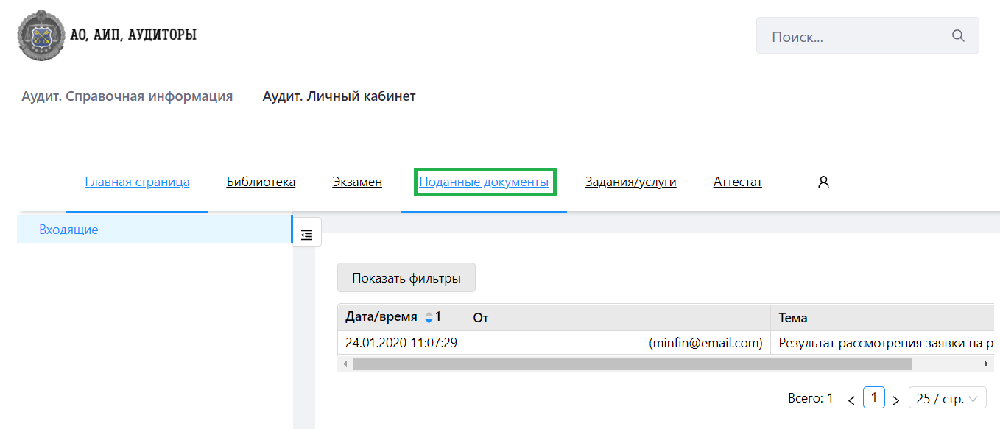 АО, АИП, АУДИТОРЫ
Поиск...
Аудит. Справочная информация Аудит. Личный кабинет
Главная страница Библиотека Экзамен Поданные документы Задания/услуги Аттестат
Входящие
Показать фильтры
Дата/время 1 От Тема
24.01.2020 11:07:29 (minfin@email.com) Результат рассмотрения заявки на р
Всего: 1 < 1 > 25 / стр.